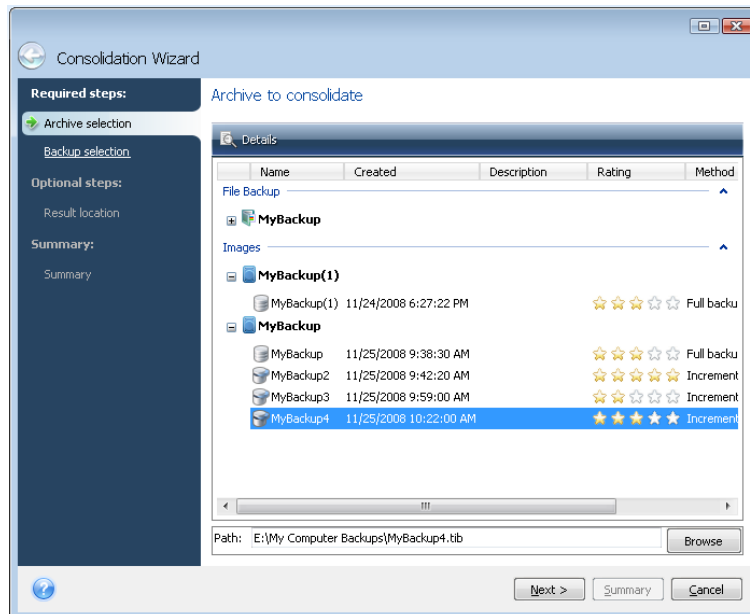 Consolidation Wizard
Required steps:
Archive selection
Backup selection
Optional steps:
Result location
Summary:
Summary
Archive to consolidate
Details
Name Created Description Rating Method
File Backup
MyBackup
Images
MyBackup(1)
MyBackup(1) 11/24/2008 6:27:22 PM Full backu
MyBackup
MyBackup 11/25/2008 9:38:30 AM Full backu
MyBackup2 11/25/2008 9:42:20 AM Increment
MyBackup3 11/25/2008 9:59:00 AM Increment
MyBackup4 11/25/2008 10:22:00 AM Increment
Path: E:\My Computer Backups\MyBackup4.tib Browse
Next > Summary Cancel